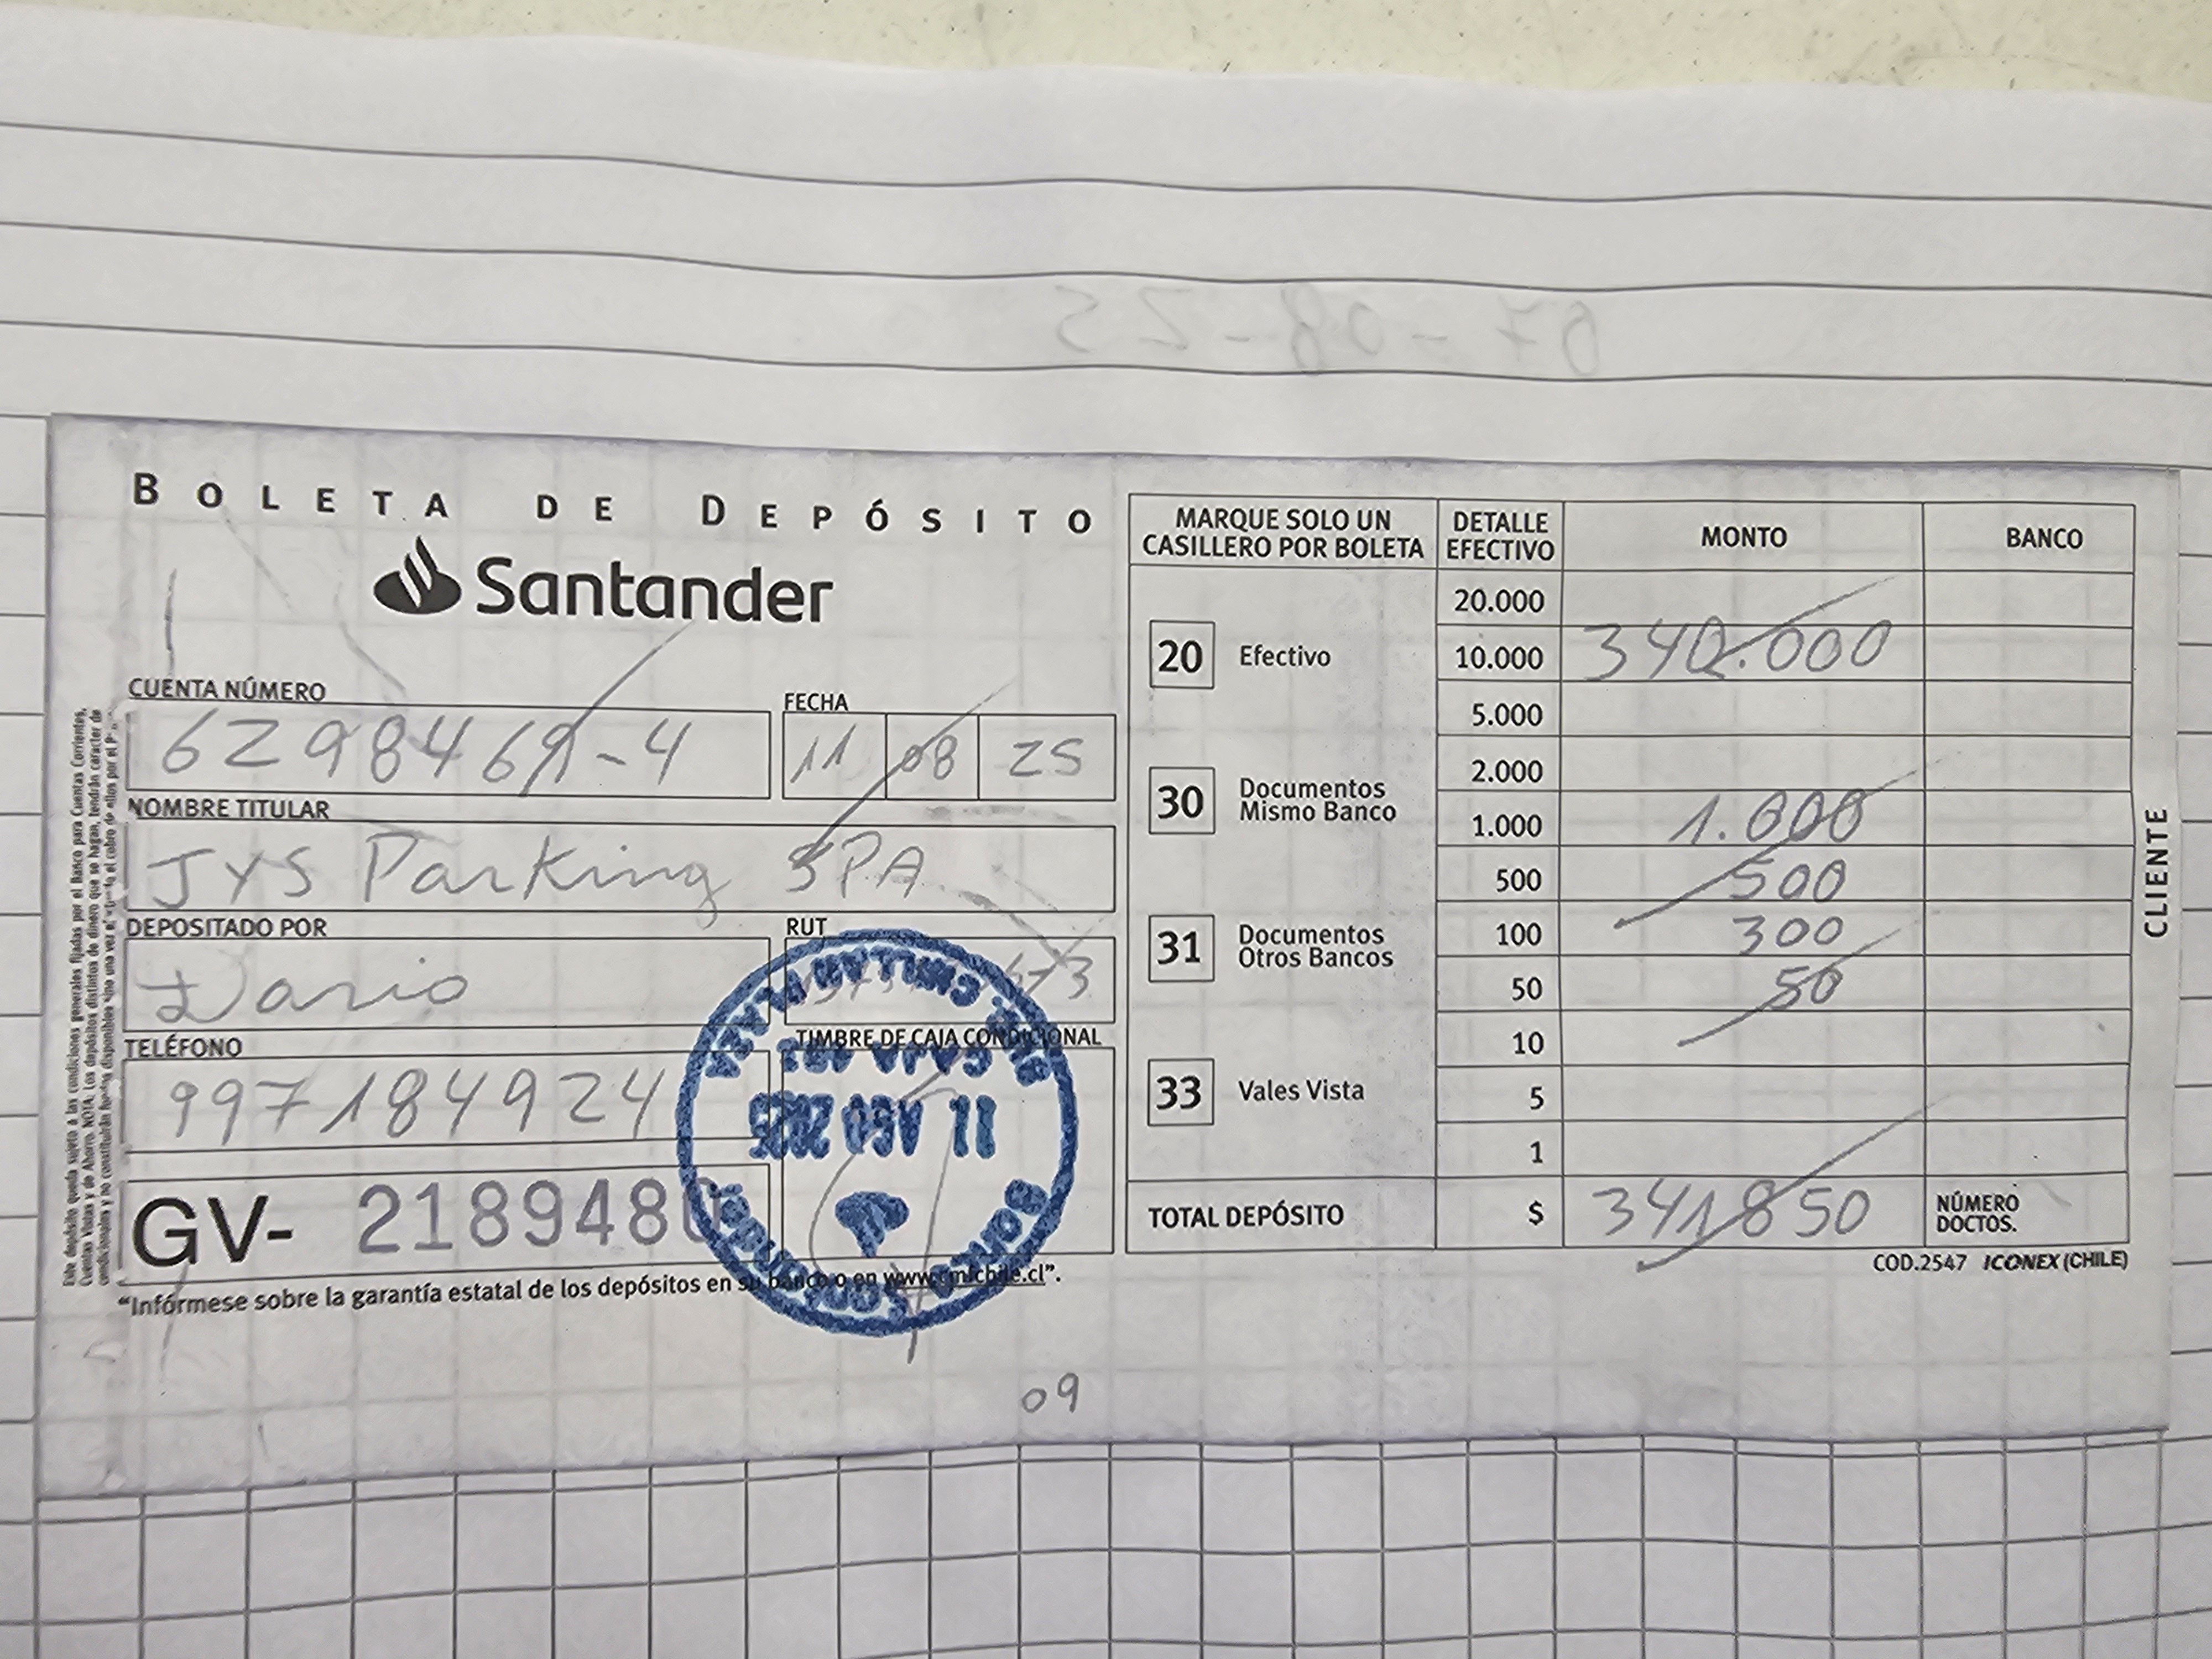 07-08-25
BOLETA DE DEPÓSITO
Santander
CUENTA NÚMERO
62984691-4
FECHA
11 08 25
NOMBRE TITULAR
JYS Parking SPA
DEPOSITADO POR
Dario
RUT
TELÉFONO
997184924
TIMBRE DE CAJA CONDICIONAL
11 AGO 2025
GV- 2189480
"Infórmese sobre la garantía estatal de los depósitos en su banco o en www.cmfchile.cl".
MARQUE SOLO UN CASILLERO POR BOLETA
20 Efectivo
30 Documentos Mismo Banco
31 Documentos Otros Bancos
33 Vales Vista
DETALLE EFECTIVO MONTO BANCO
20.000
10.000 340.000
5.000
2.000
1.000 1.000
500 500
100 300
50 50
10
5
1
TOTAL DEPÓSITO $ 341850 NÚMERO DOCTOS.
COD.2547 ICONEX (CHILE)
CLIENTE
09